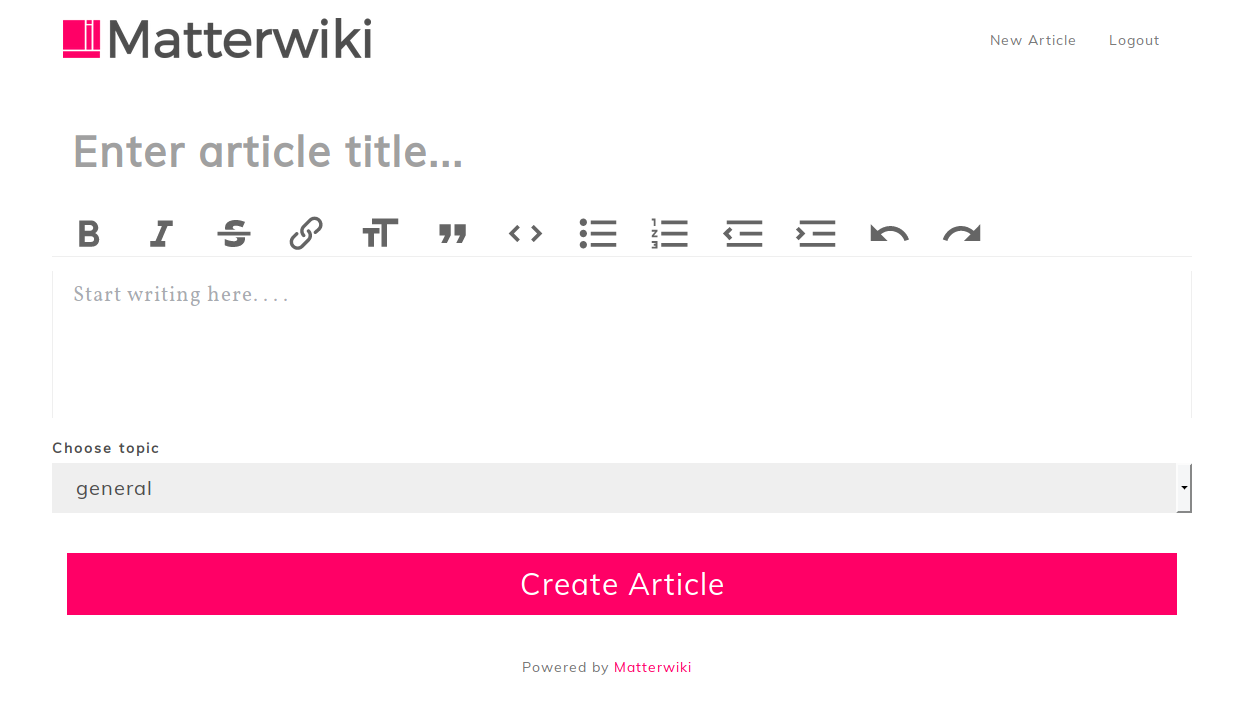 Matterwiki
New Article Logout
Enter article title...
Start writing here. . . .
Choose topic
general
Create Article
Powered by Matterwiki